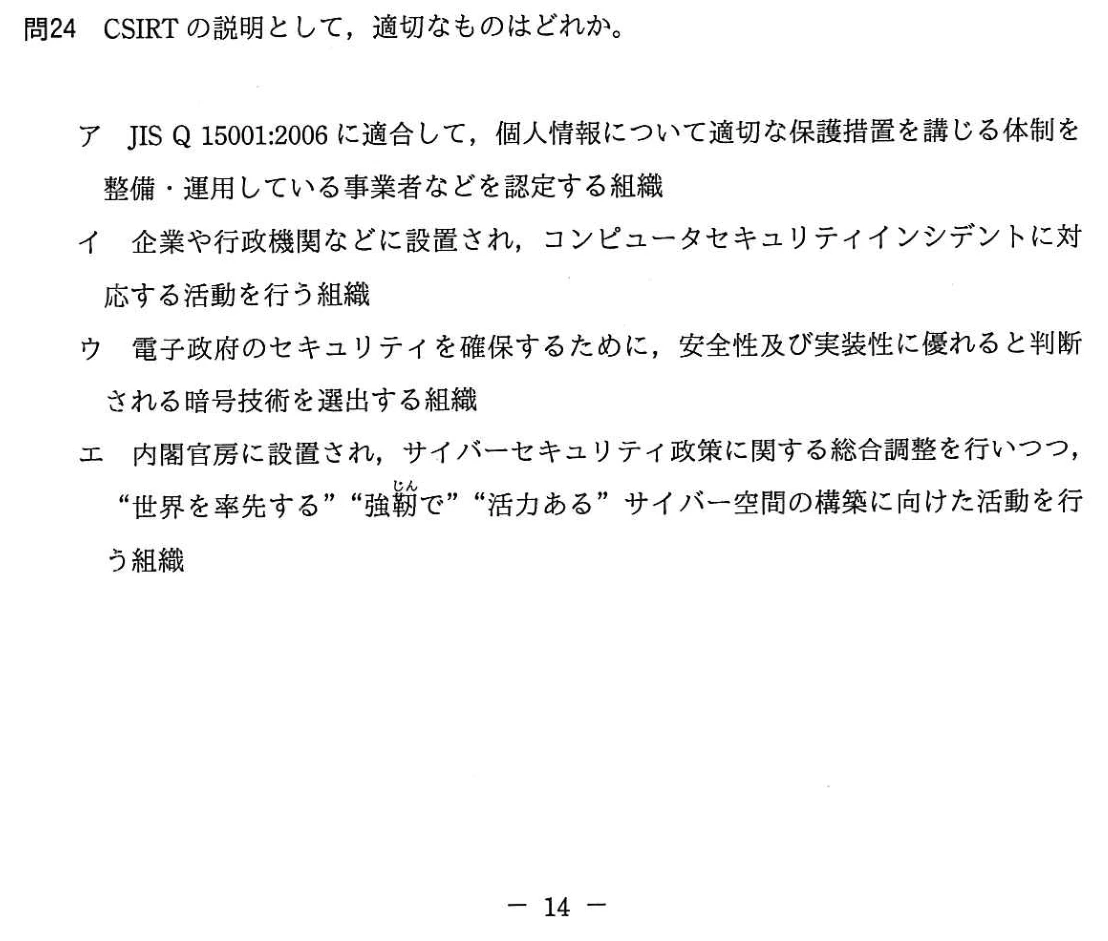 問24 CSIRT の説明として，適切なものはどれか。
ア JIS Q 15001:2006 に適合して，個人情報について適切な保護措置を講じる体制を
整備・運用している事業者などを認定する組織
イ 企業や行政機関などに設置され，コンピュータセキュリティインシデントに対
応する活動を行う組織
ウ 電子政府のセキュリティを確保するために，安全性及び実装性に優れると判断
される暗号技術を選出する組織
エ 内閣官房に設置され，サイバーセキュリティ政策に関する総合調整を行いつつ，
じん
“世界を率先する”“強靭で”“活力ある”サイバー空間の構築に向けた活動を行
う組織
－ 14 －